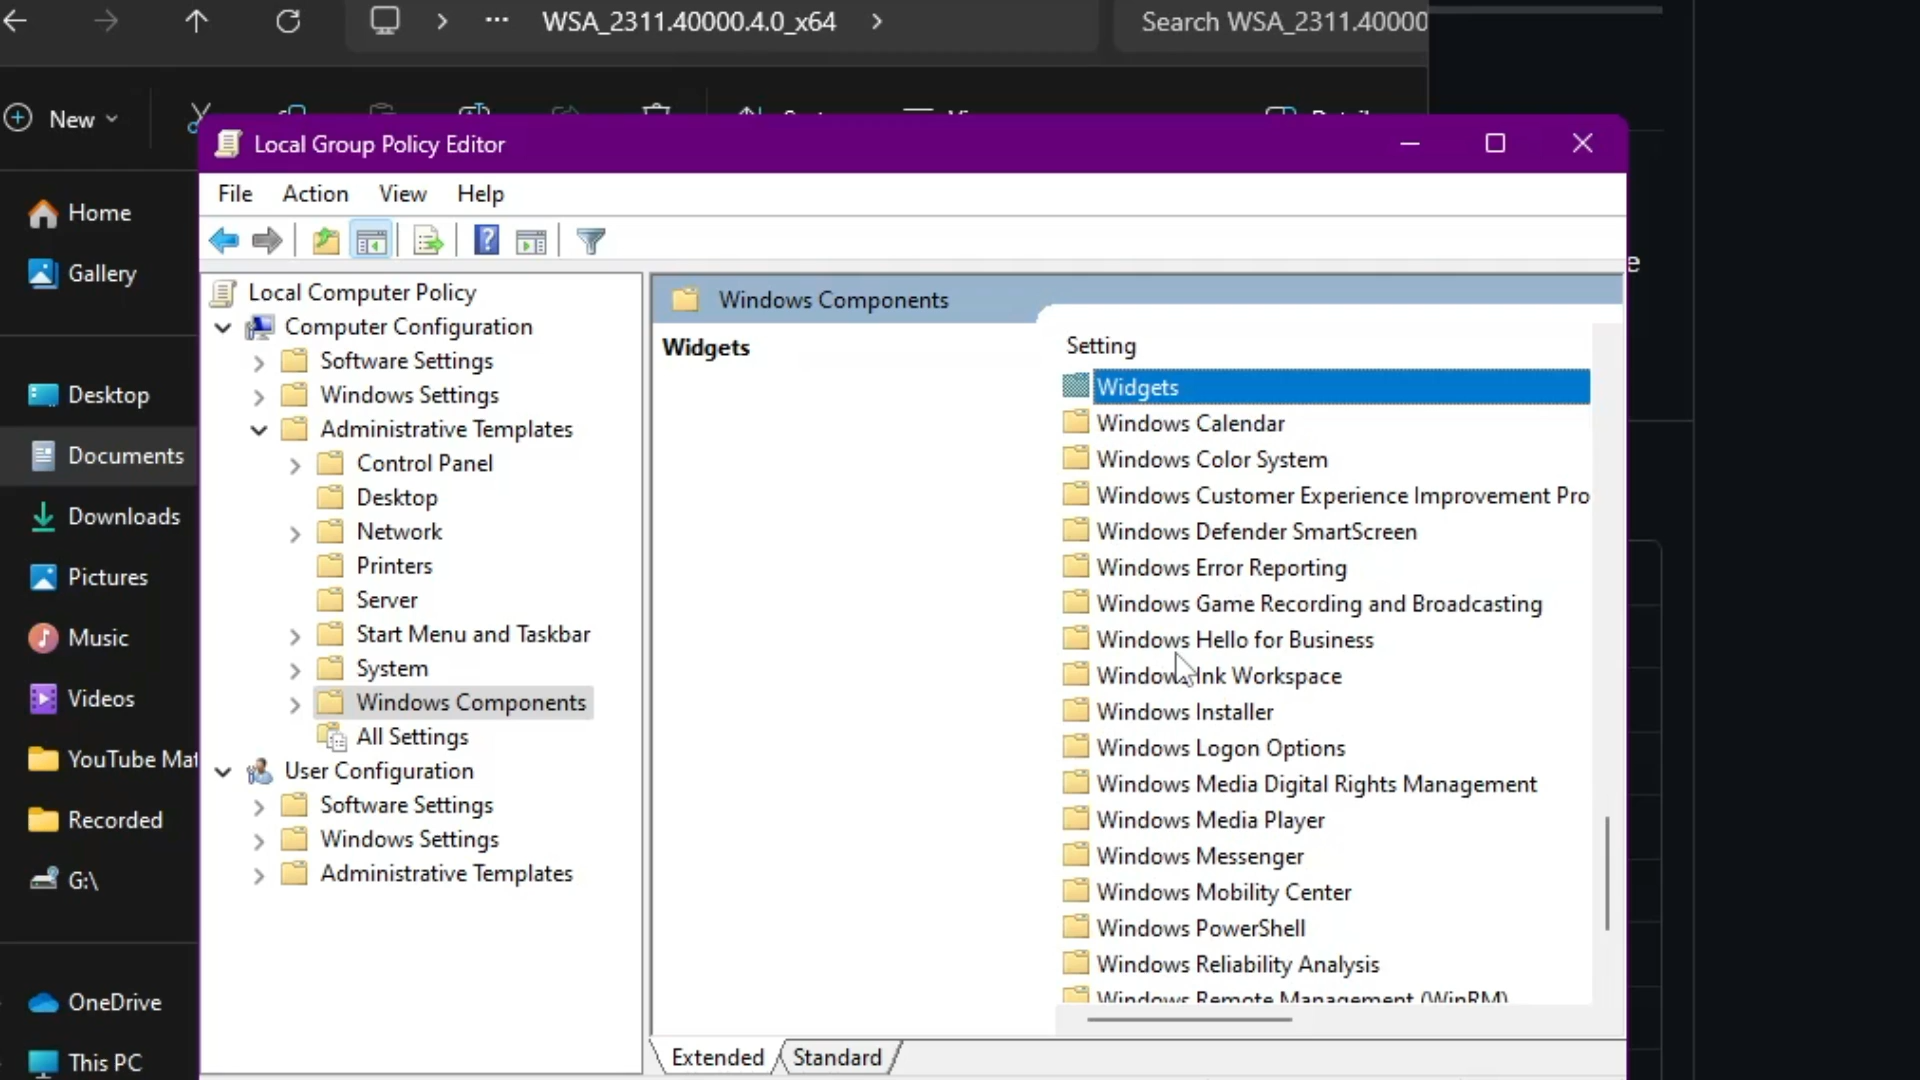 WSA_2311.40000.4.0_x64
Search WSA_2311.40000
New
Local Group Policy Editor
File Action View Help
Home
Gallery
Desktop
Documents
Downloads
Pictures
Music
Videos
YouTube Mat
Recorded
G:\
OneDrive
This PC
Local Computer Policy
Computer Configuration
Software Settings
Windows Settings
Administrative Templates
Control Panel
Desktop
Network
Printers
Server
Start Menu and Taskbar
System
Windows Components
All Settings
User Configuration
Software Settings
Windows Settings
Administrative Templates
Windows Components
Widgets
Setting
Widgets
Windows Calendar
Windows Color System
Windows Customer Experience Improvement Pro
Windows Defender SmartScreen
Windows Error Reporting
Windows Game Recording and Broadcasting
Windows Hello for Business
Windows Ink Workspace
Windows Installer
Windows Logon Options
Windows Media Digital Rights Management
Windows Media Player
Windows Messenger
Windows Mobility Center
Windows PowerShell
Windows Reliability Analysis
Windows Remote Management (WinRM)
Extended Standard
e